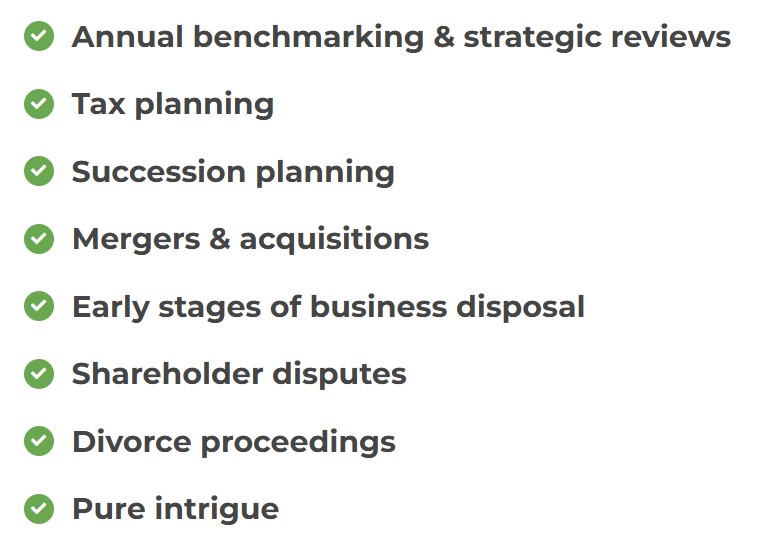 Annual benchmarking & strategic reviews
Tax planning
Succession planning
Mergers & acquisitions
Early stages of business disposal
Shareholder disputes
Divorce proceedings
Pure intrigue